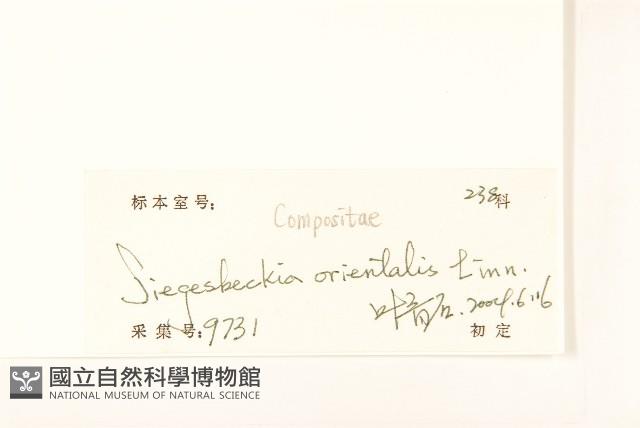 标本室号:
238科
Compositae
Siegesbeckia orientalis Linn.
采集号: 9731
2004.6.16
初定
國立自然科學博物館
NATIONAL MUSEUM OF NATURAL SCIENCE